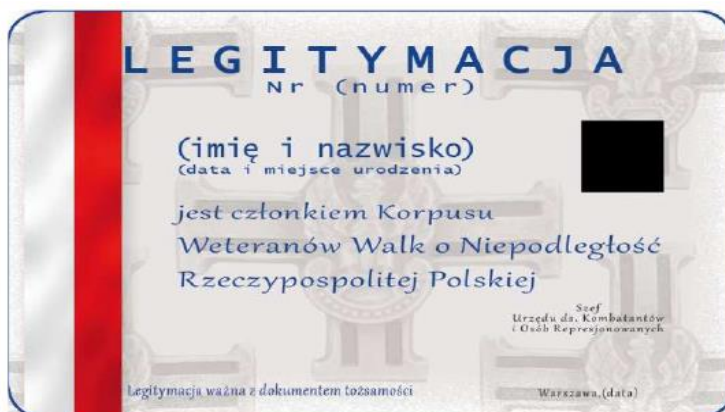 LEGITYMACJA
Nr (numer)
(imię i nazwisko)
(data i miejsce urodzenia)
jest członkiem Korpusu
Weteranów Walk o Niepodległość
Rzeczypospolitej Polskiej
Szef
Urzędu ds. Kombatantów
i Osób Represjonowanych
Legitymacja ważna z dokumentem tożsamości
Warszawa,(data)